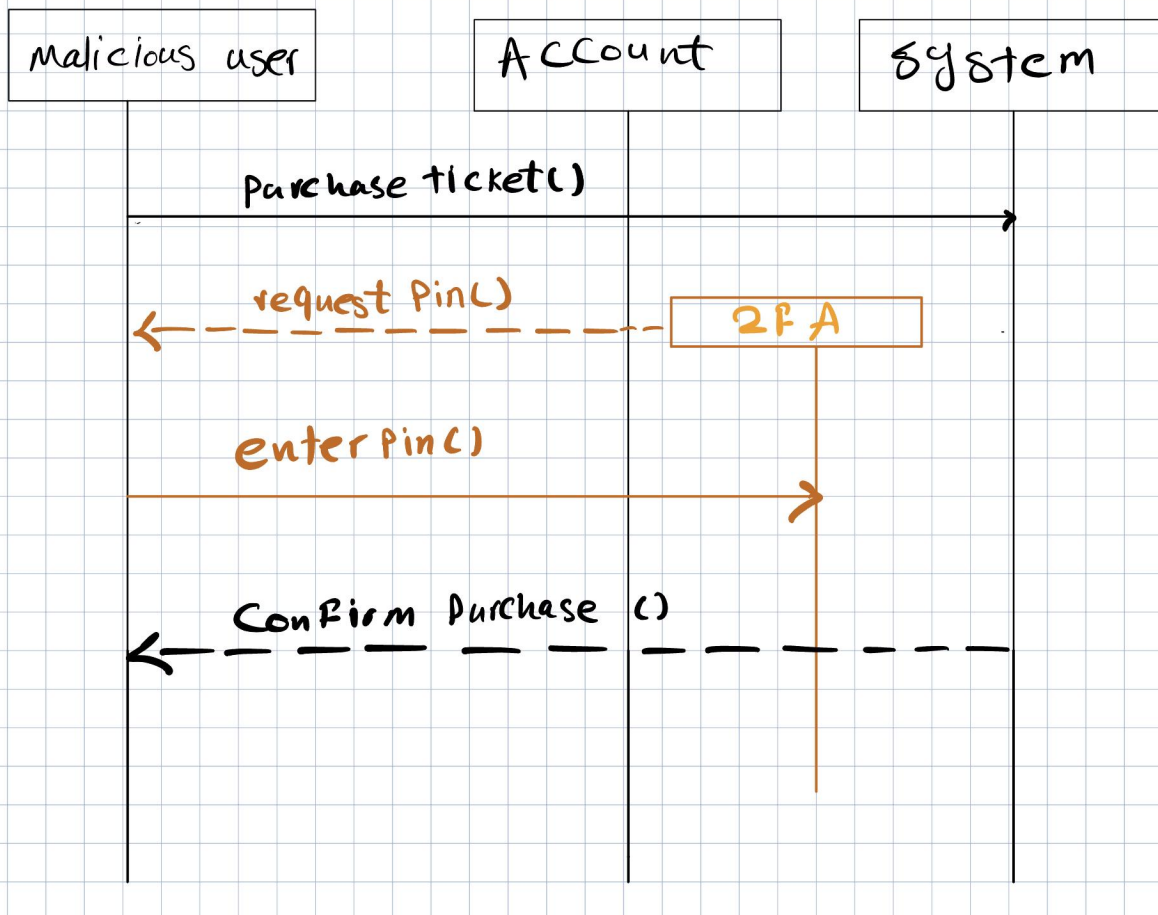 Malicious user
Account
System
purchase ticket()
request Pin()
2FA
enter Pin()
Confirm Purchase ()